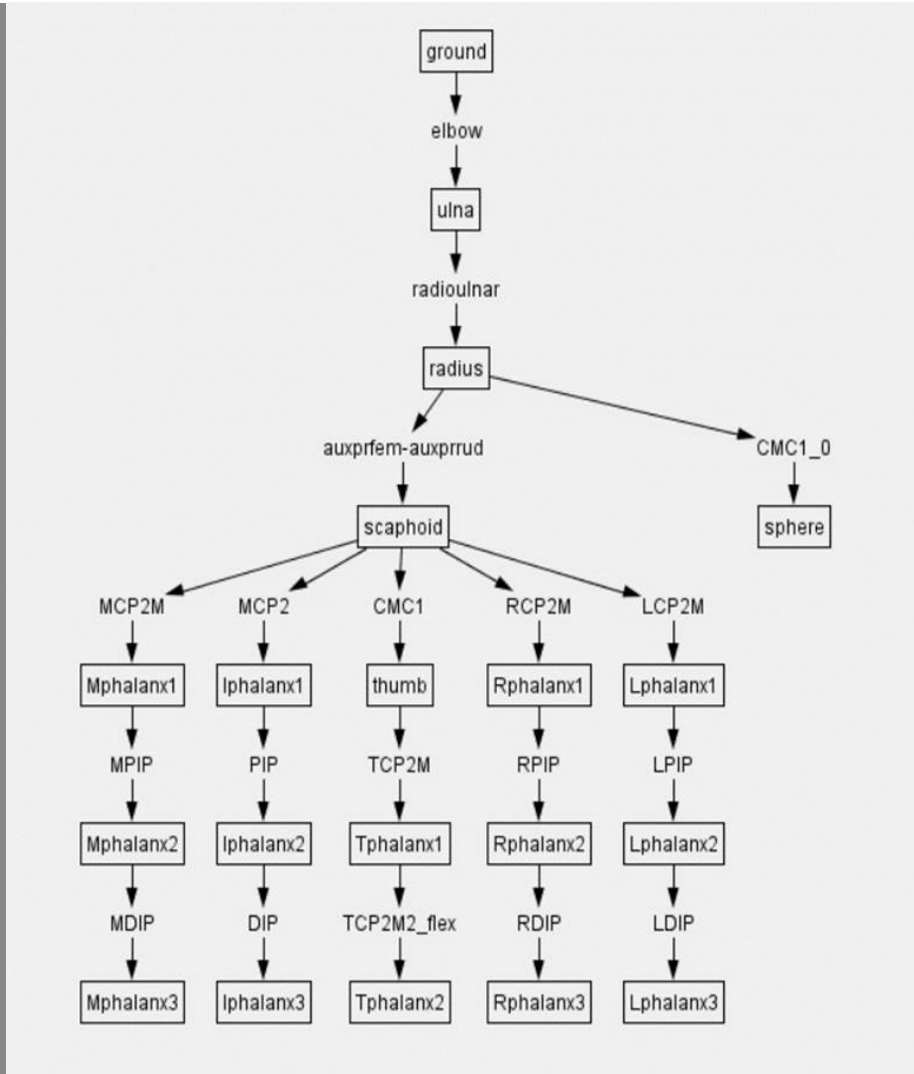 ground
elbow
ulna
radioulnar
radius
auxprfem-auxprrud CMC1_0
scaphoid sphere
MCP2M MCP2 CMC1 RCP2M LCP2M
Mphalanx1 Iphalanx1 thumb Rphalanx1 Lphalanx1
MPIP PIP TCP2M RPIP LPIP
Mphalanx2 Iphalanx2 Tphalanx1 Rphalanx2 Lphalanx2
MDIP DIP TCP2M2_flex RDIP LDIP
Mphalanx3 Iphalanx3 Tphalanx2 Rphalanx3 Lphalanx3